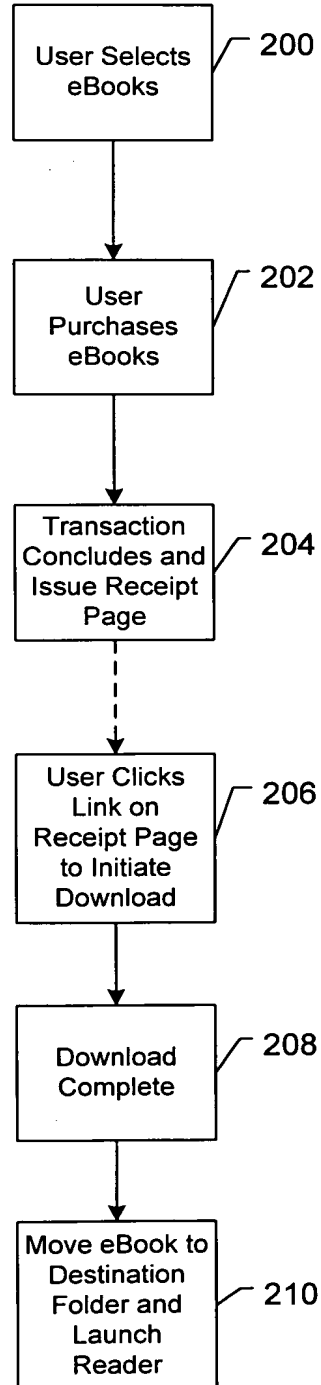 User Selects
eBooks
200
User
Purchases
eBooks
202
Transaction
Concludes and
Issue Receipt
Page
204
User Clicks
Link on
Receipt Page
to Initiate
Download
206
Download
Complete
208
Move eBook to
Destination
Folder and
Launch
Reader
210